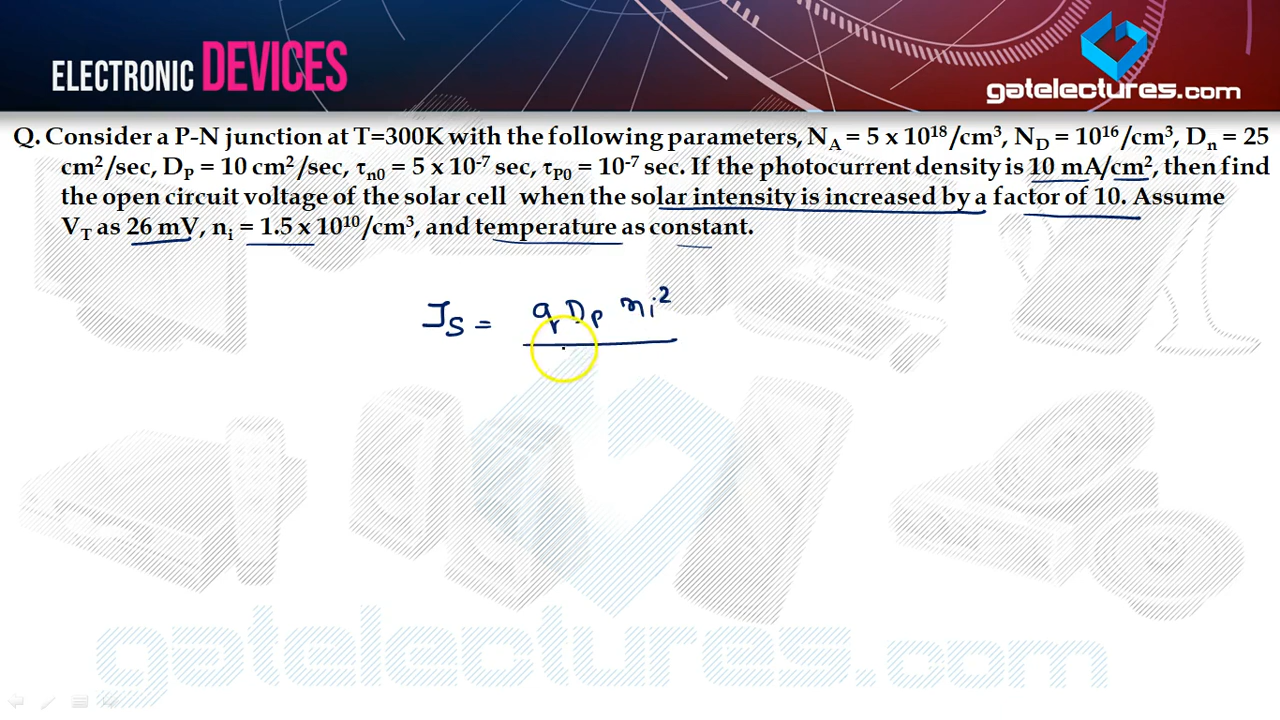 ELECTRONIC DEVICES
gatelectures.com
Q. Consider a P-N junction at T=300K with the following parameters, N_A = 5 x 10^18/cm^3, N_D = 10^16/cm^3, D_n = 25
cm^2/sec, D_P = 10 cm^2/sec, τ_n0 = 5 x 10^-7 sec, τ_P0 = 10^-7 sec. If the photocurrent density is 10 mA/cm^2, then find
the open circuit voltage of the solar cell when the solar intensity is increased by a factor of 10. Assume
V_T as 26 mV, n_i = 1.5 x 10^10/cm^3, and temperature as constant.
J_S = q D_p n_i^2
gatelectures.com